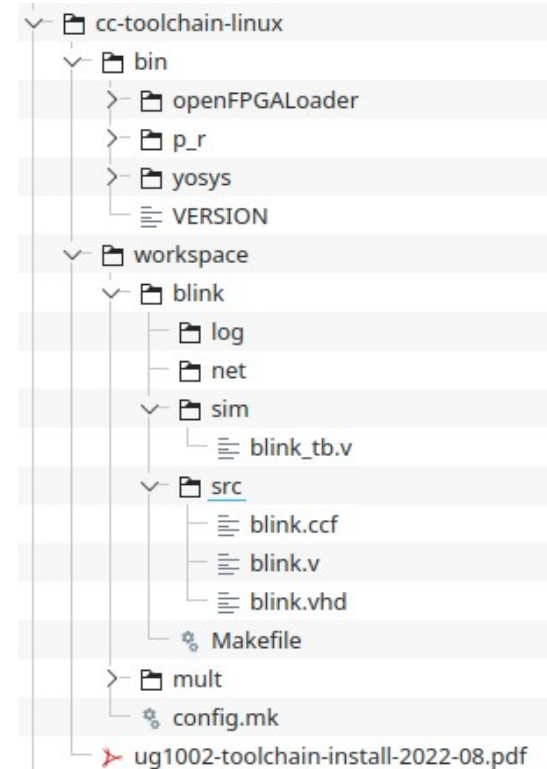 cc-toolchain-linux
bin
openFPGALoader
p_r
yosys
VERSION
workspace
blink
log
net
sim
blink_tb.v
src
blink.ccf
blink.v
blink.vhd
Makefile
mult
config.mk
ug1002-toolchain-install-2022-08.pdf